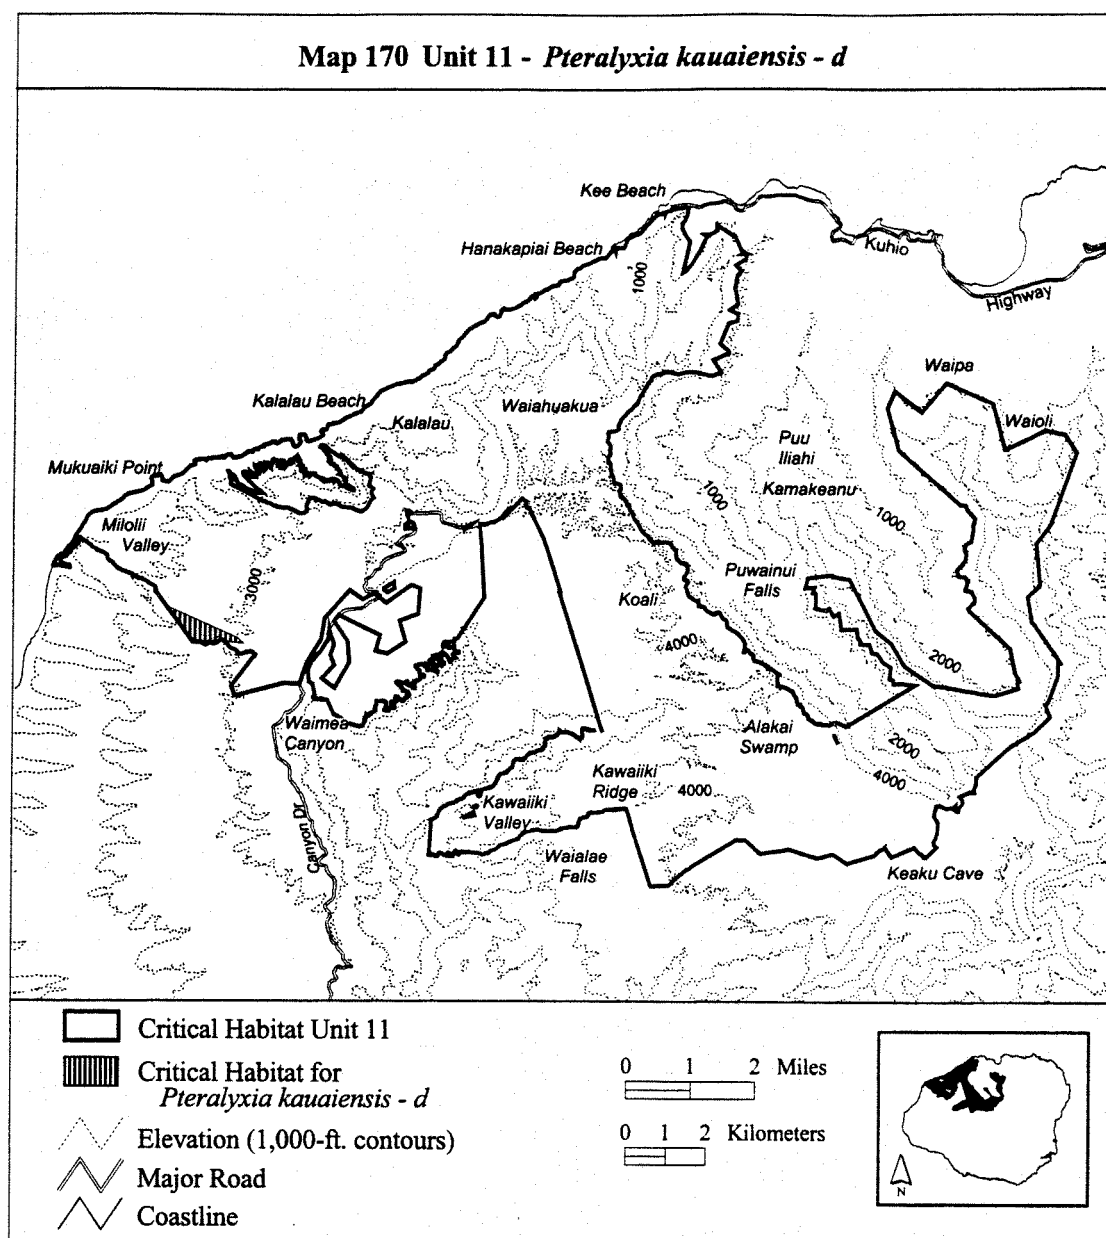 Map 170 Unit 11 - Pteralyxia kauaiensis - d
Kee Beach
Hanakapiai Beach
Kuhio
Highway
1000
Waipa
Kalalau Beach
Kalalau
Waiahuakua
Waioli
Puu
Iliahi
Mukuaiki Point
Kamakeanu
1000
1000
Milolii
Valley
3000
Puwainui
Falls
Koali
4000
2000
Waimea
Canyon
Alakai
Swamp
2000
4000
Kawaiiki
Ridge
4000
Kawaiiki
Valley
Canyon Dr
Waialae
Falls
Keaku Cave
Critical Habitat Unit 11
Critical Habitat for
Pteralyxia kauaiensis - d
Elevation (1,000-ft. contours)
Major Road
Coastline
0 1 2 Miles
0 1 2 Kilometers
N